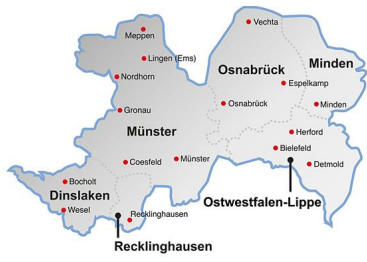 Vechta
Meppen
Lingen (Ems)
Osnabrück
Minden
Nordhorn
Espelkamp
Osnabrück
Minden
Gronau
Münster
Herford
Bielefeld
Coesfeld
Münster
Detmold
Bocholt
Dinslaken
Ostwestfalen-Lippe
Wesel
Recklinghausen
Recklinghausen